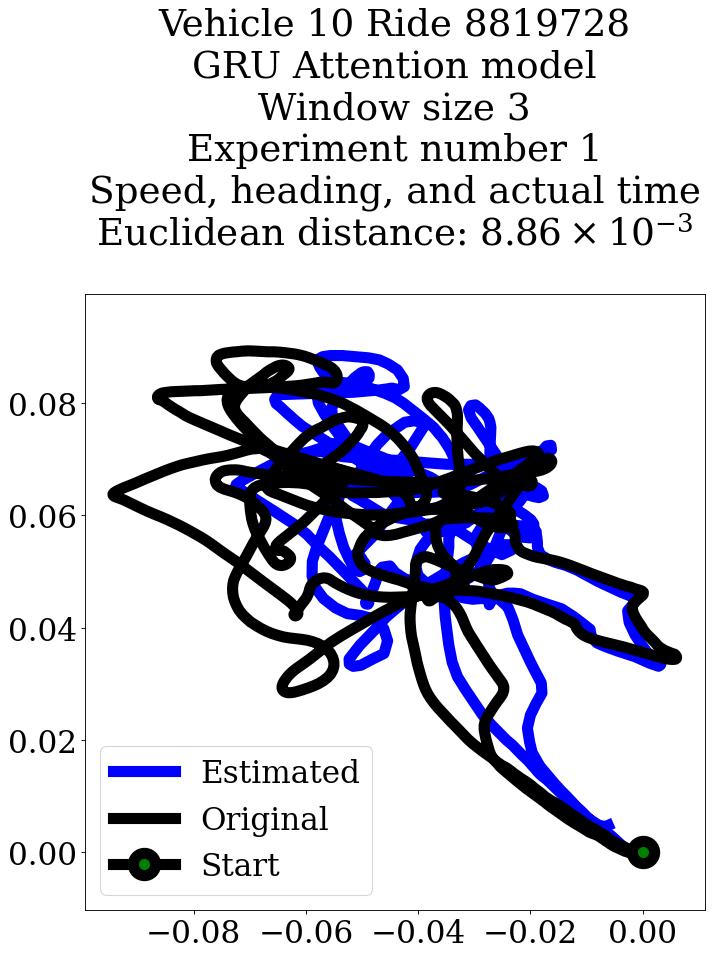 Vehicle 10 Ride 8819728
GRU Attention model
Window size 3
Experiment number 1
Speed, heading, and actual time
Euclidean distance: 8.86 × 10⁻³
0.08
0.06
0.04
0.02
0.00
Estimated
Original
Start
−0.08 −0.06 −0.04 −0.02 0.00